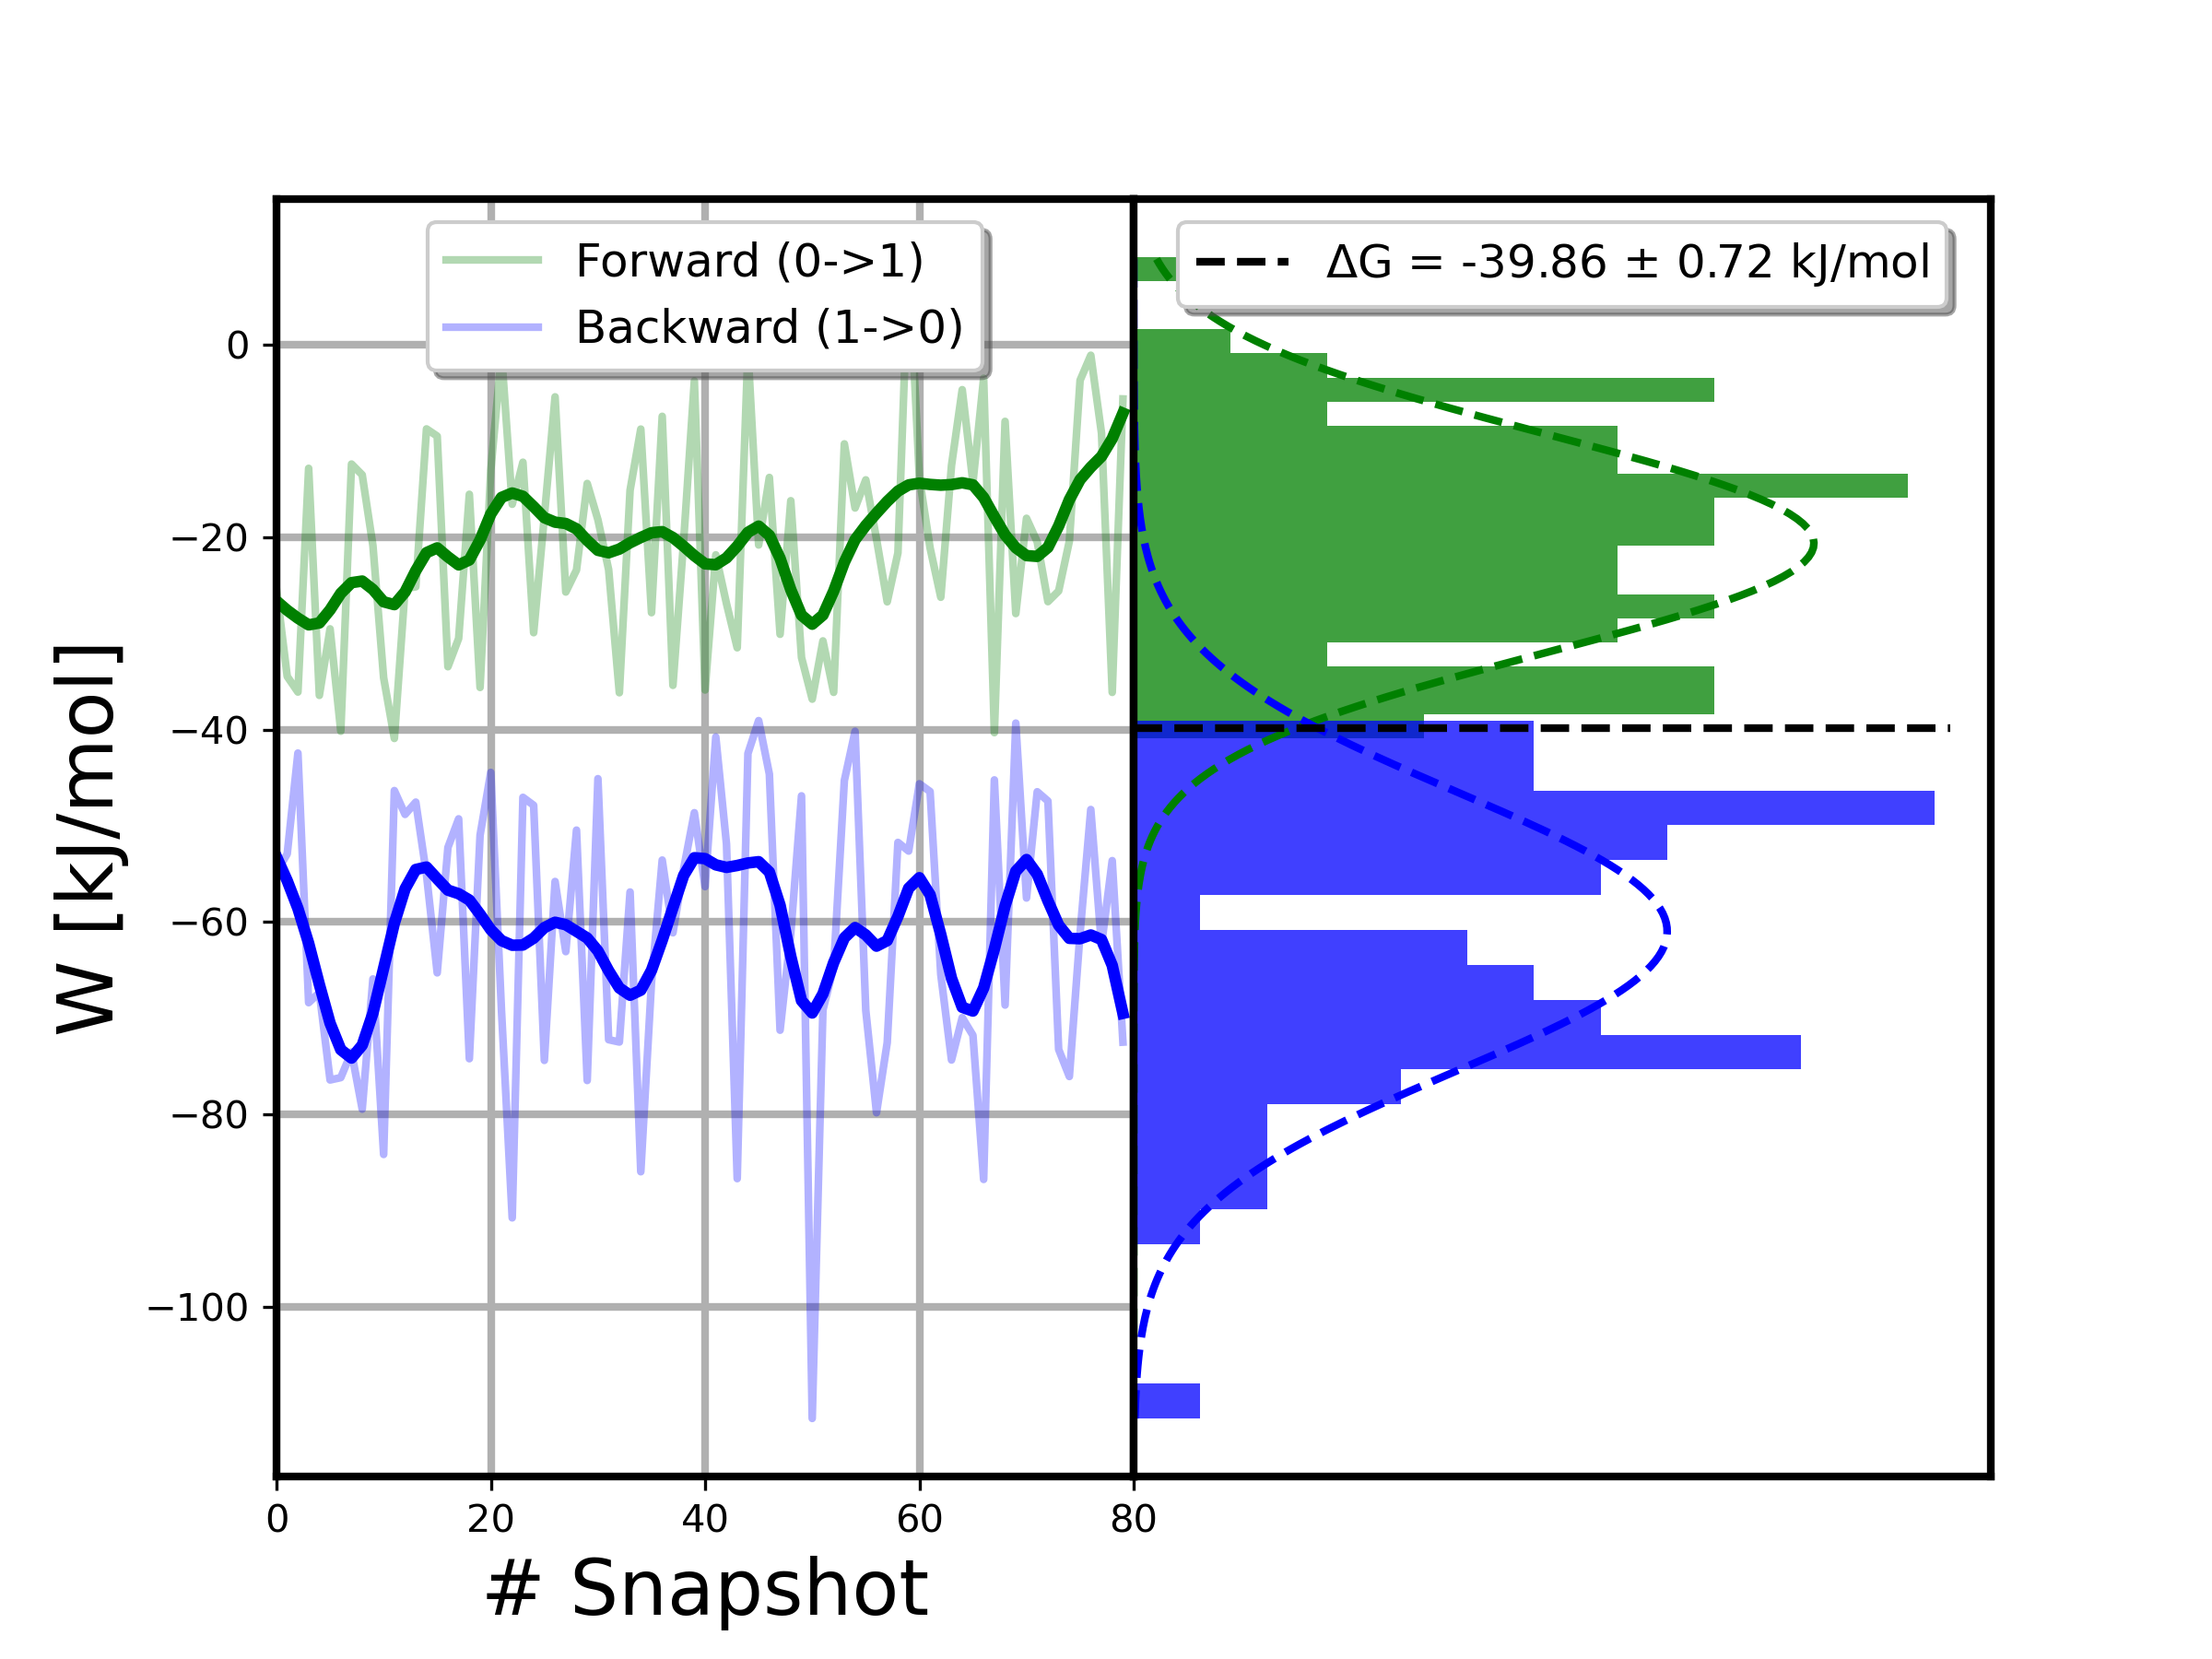 Forward (0->1)
Backward (1->0)
ΔG = -39.86 ± 0.72 kJ/mol
W [kJ/mol]
0
−20
−40
−60
−80
−100
0 20 40 60 80
# Snapshot